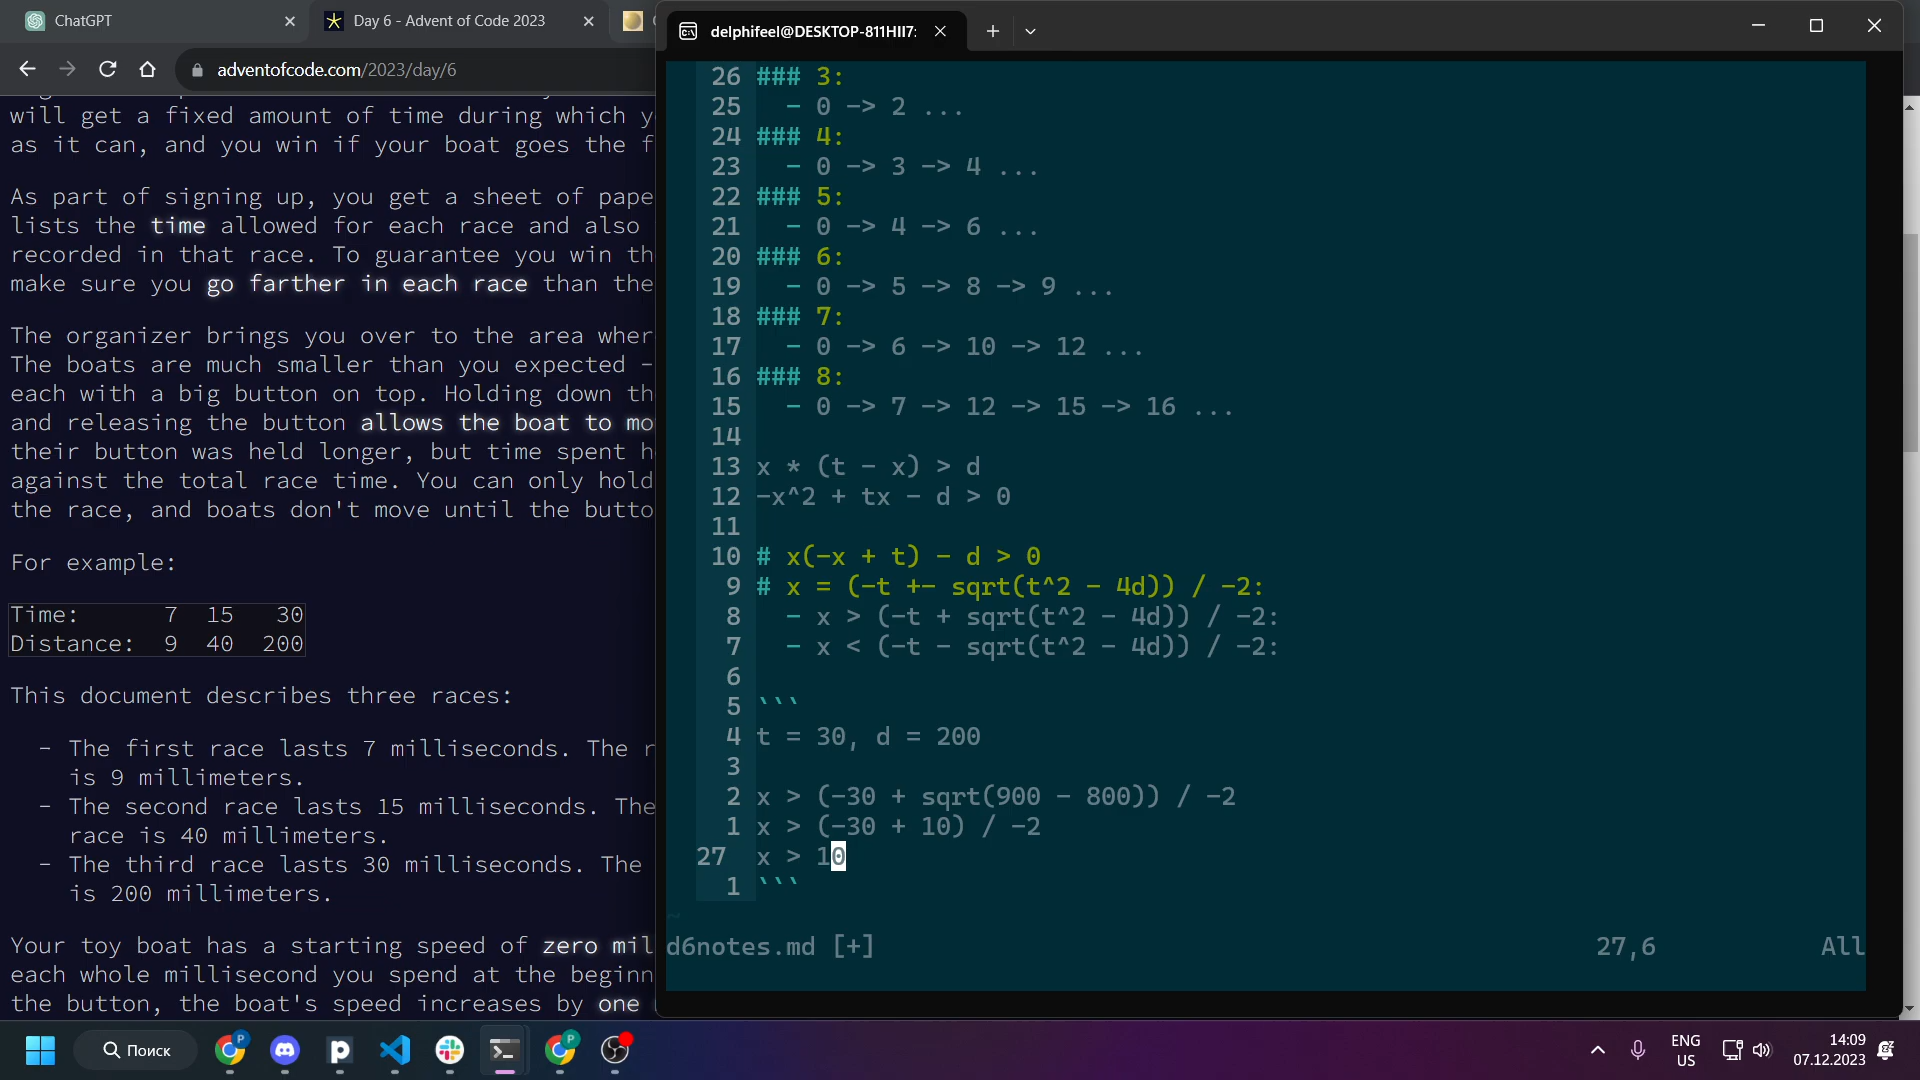 ChatGPT
Day 6 - Advent of Code 2023
adventofcode.com/2023/day/6
will get a fixed amount of time during which
as it can, and you win if your boat goes the
As part of signing up, you get a sheet of
lists the time allowed for each race and also
recorded in that race. To guarantee you win
make sure you go farther in each race than
The organizer brings you over to the area
The boats are much smaller than you expected -
each with a big button on top. Holding down
and releasing the button allows the boat to
their button was held longer, but time spent
against the total race time. You can only hold
the race, and boats don't move until the
For example:
Time: 7 15 30
Distance: 9 40 200
This document describes three races:
- The first race lasts 7 milliseconds. The
is 9 millimeters.
- The second race lasts 15 milliseconds. The
race is 40 millimeters.
- The third race lasts 30 milliseconds. The
is 200 millimeters.
Your toy boat has a starting speed of zero
each whole millisecond you spend at the
the button, the boat's speed increases by one
delphifeel@DESKTOP-811HII7:
26 ### 3:
25 - 0 -> 2 ...
24 ### 4:
23 - 0 -> 3 -> 4 ...
22 ### 5:
21 - 0 -> 4 -> 6 ...
20 ### 6:
19 - 0 -> 5 -> 8 -> 9 ...
18 ### 7:
17 - 0 -> 6 -> 10 -> 12 ...
16 ### 8:
15 - 0 -> 7 -> 12 -> 15 -> 16 ...
14
13 x * (t - x) > d
12 -x^2 + tx - d > 0
11
10 # x(-x + t) - d > 0
9 # x = (-t +- sqrt(t^2 - 4d)) / -2:
8 - x > (-t + sqrt(t^2 - 4d)) / -2:
7 - x < (-t - sqrt(t^2 - 4d)) / -2:
6
5 ```
4 t = 30, d = 200
3
2 x > (-30 + sqrt(900 - 800)) / -2
1 x > (-30 + 10) / -2
27 x > 10
1 ```
~
d6notes.md [+] 27,6 All
Поиск
ENG
US
14:09
07.12.2023